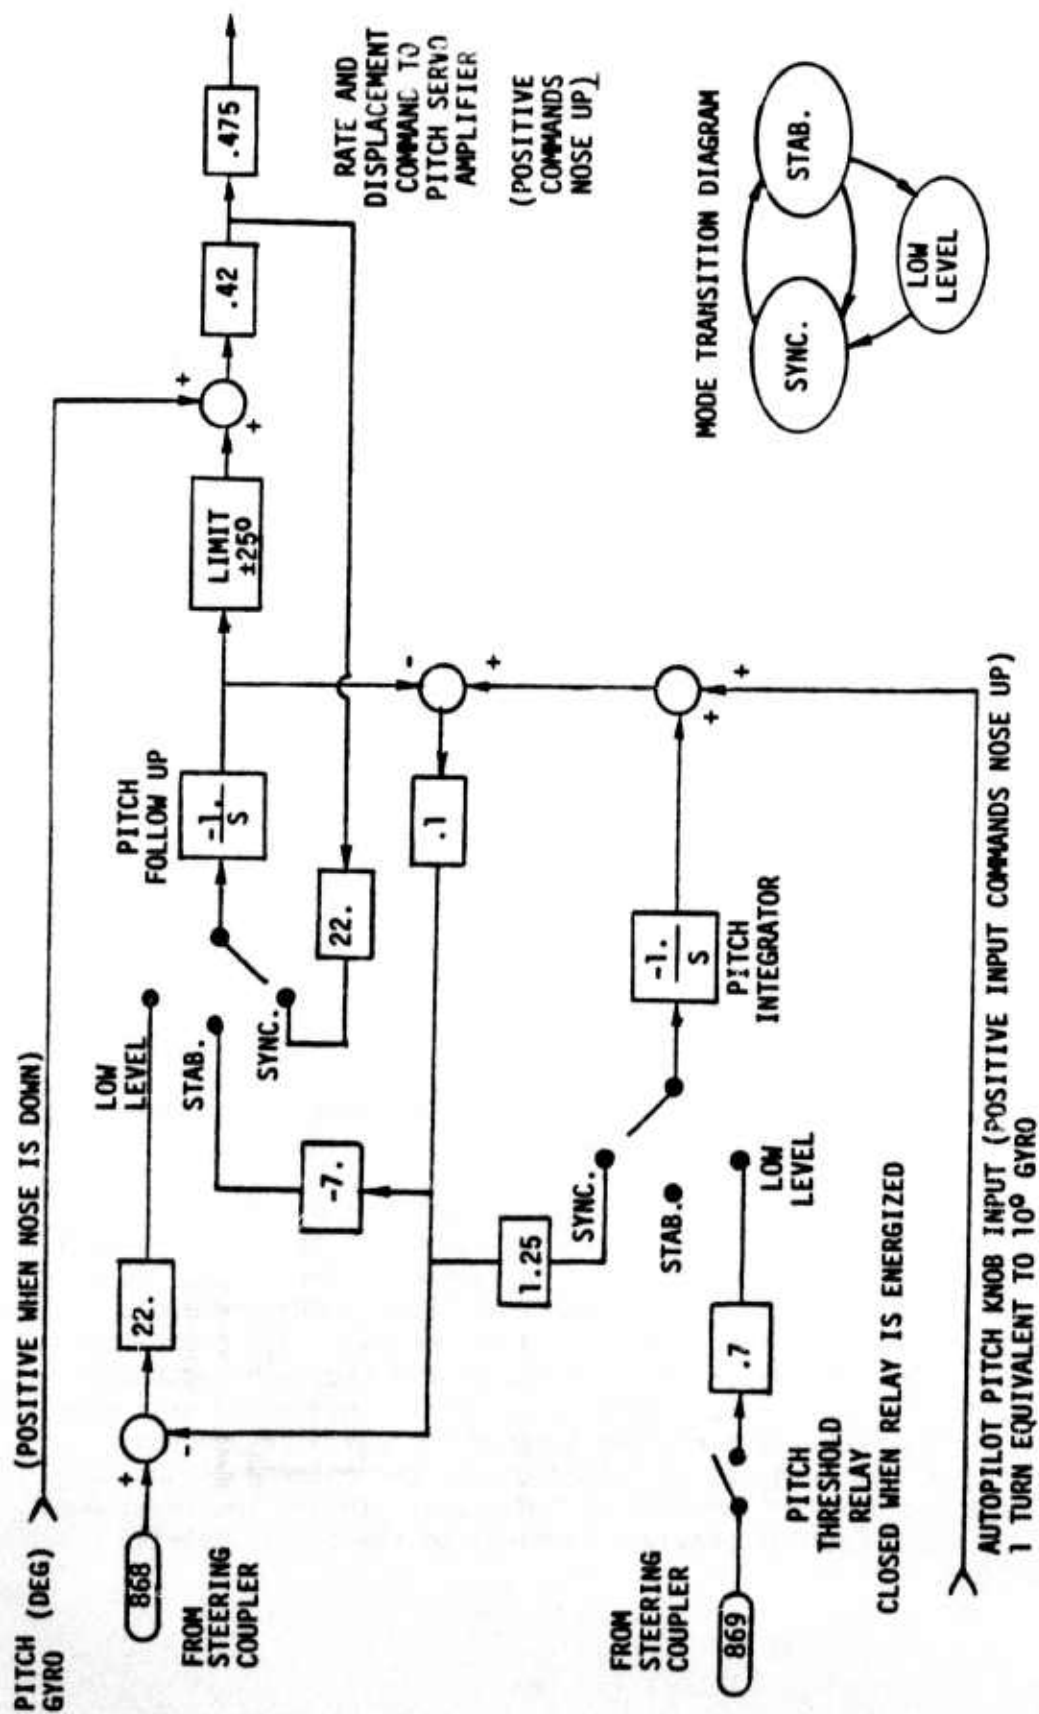 PITCH (DEG)
GYRO
(POSITIVE WHEN NOSE IS DOWN)
868
FROM
STEERING
COUPLER
+
-
22.
LOW
LEVEL
STAB.
SYNC.
-7.
22.
PITCH
FOLLOW UP
-1.
S
LIMIT
±25⁰
+
+
.42
.475
RATE AND
DISPLACEMENT
COMMAND TO
PITCH SERVO
AMPLIFIER
(POSITIVE
COMMANDS
NOSE UP)
-
+
.1
1.25
SYNC.
STAB.
LOW
LEVEL
PITCH
INTEGRATOR
-1.
S
+
+
FROM
STEERING
COUPLER
869
.7
PITCH
THRESHOLD
RELAY
CLOSED WHEN RELAY IS ENERGIZED
AUTOPILOT PITCH KNOB INPUT (POSITIVE INPUT COMMANDS NOSE UP)
1 TURN EQUIVALENT TO 10⁰ GYRO
MODE TRANSITION DIAGRAM
SYNC.
STAB.
LOW
LEVEL